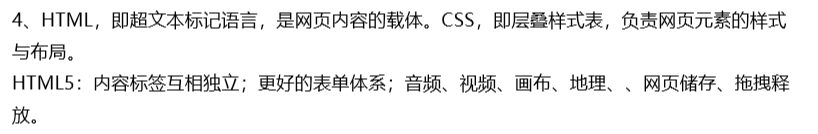 4、HTML，即超文本标记语言，是网页内容的载体。CSS，即层叠样式表，负责网页元素的样式
与布局。
HTML5：内容标签互相独立；更好的表单体系；音频、视频、画布、地理、、网页储存、拖拽释
放。